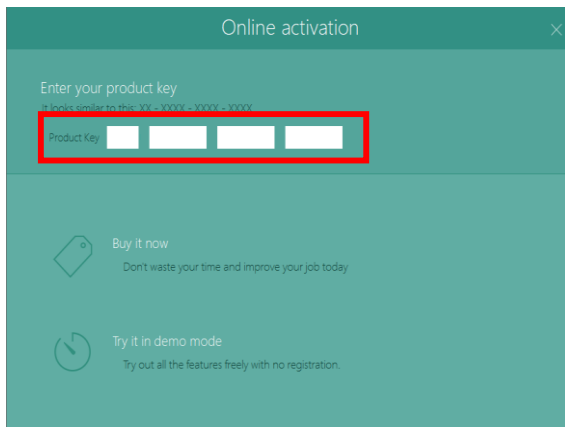 Online activation
Enter your product key
It looks similar to this: XX - XXXX - XXXX - XXXX
Product Key
Buy it now
Don't waste your time and improve your job today
Try it in demo mode
Try out all the features freely with no registration.